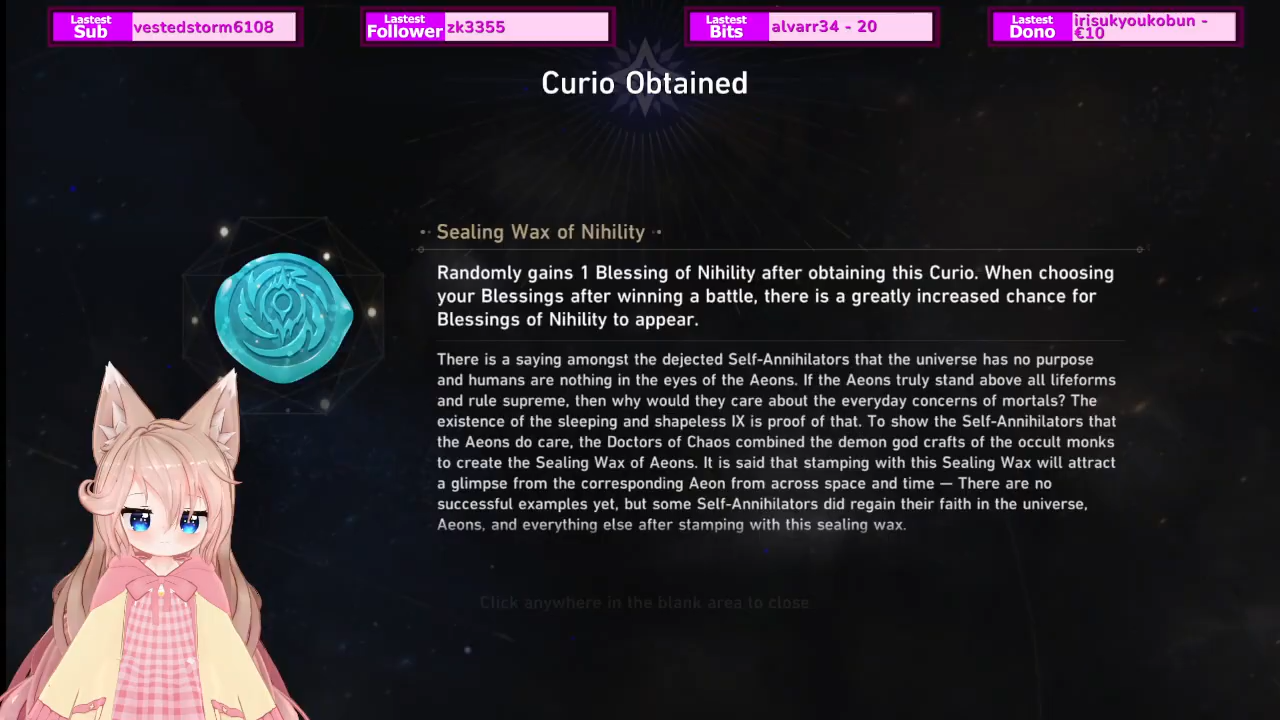 Lastest
Sub
vestedstorm6108
Lastest
Follower
zk3355
Lastest
Bits
alvarr34 - 20
Lastest
Dono
irisukyoukobun -
€10
Curio Obtained
Sealing Wax of Nihility
Randomly gains 1 Blessing of Nihility after obtaining this Curio. When choosing
your Blessings after winning a battle, there is a greatly increased chance for
Blessings of Nihility to appear.
There is a saying amongst the dejected Self-Annihilators that the universe has no purpose
and humans are nothing in the eyes of the Aeons. If the Aeons truly stand above all lifeforms
and rule supreme, then why would they care about the everyday concerns of mortals? The
existence of the sleeping and shapeless IX is proof of that. To show the Self-Annihilators that
the Aeons do care, the Doctors of Chaos combined the demon god crafts of the occult monks
to create the Sealing Wax of Aeons. It is said that stamping with this Sealing Wax will attract
a glimpse from the corresponding Aeon from across space and time — There are no
successful examples yet, but some Self-Annihilators did regain their faith in the universe,
Aeons, and everything else after stamping with this sealing wax.
Click anywhere in the blank area to close